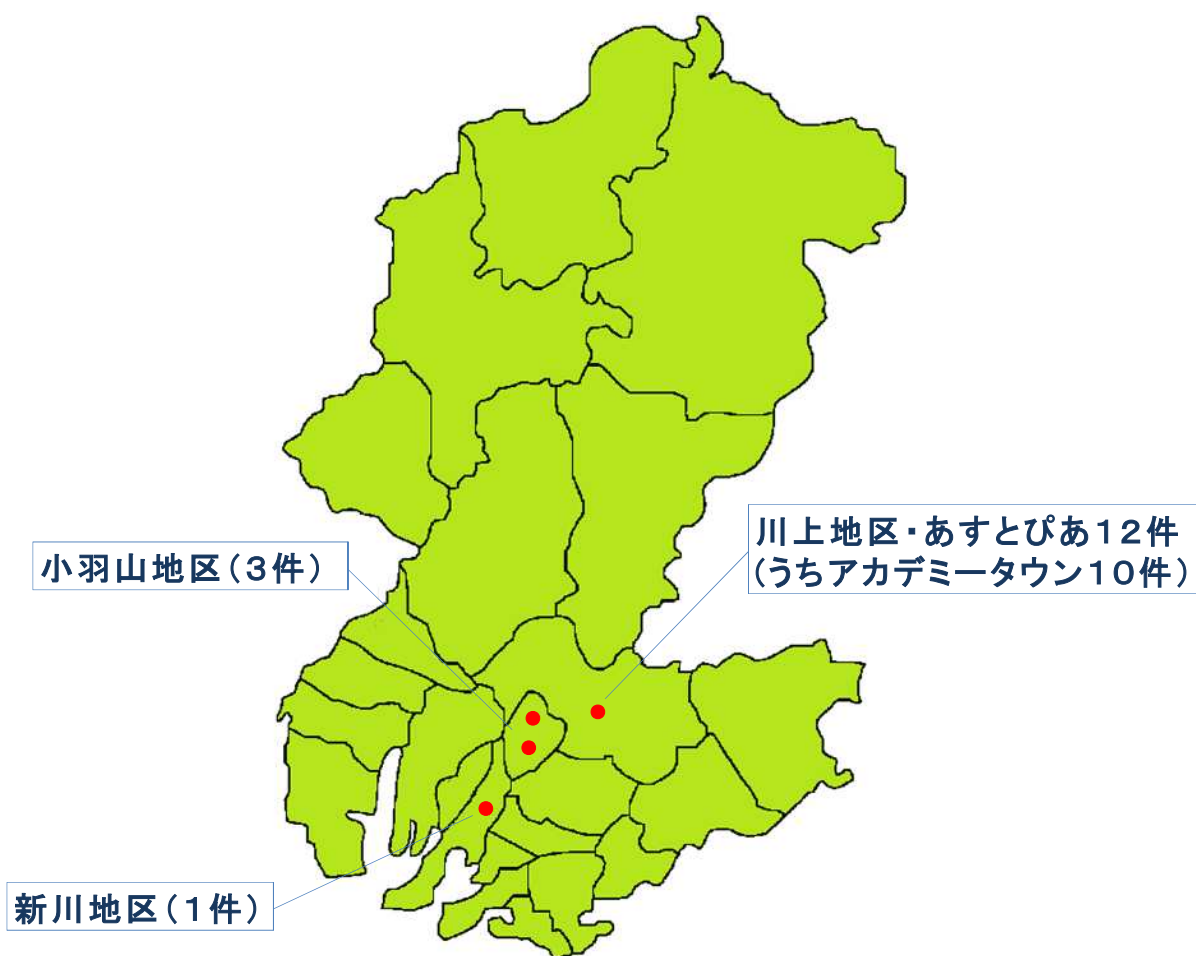 川上地区・あすとぴあ１２件
（うちアカデミータウン１０件）
小羽山地区（３件）
新川地区（１件）